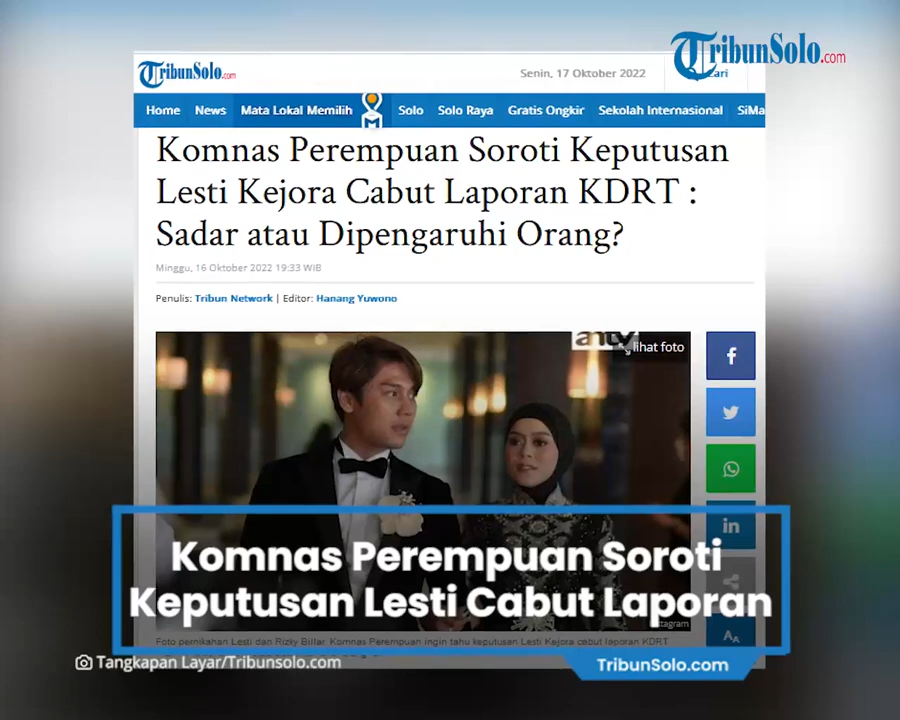 TribunSolo.com
TribunSolo.com
Senin, 17 Oktober 2022
Cari
Home News Mata Lokal Memilih Solo Solo Raya Gratis Ongkir Sekolah Internasional SiMa
Komnas Perempuan Soroti Keputusan
Lesti Kejora Cabut Laporan KDRT :
Sadar atau Dipengaruhi Orang?
Minggu, 16 Oktober 2022 19:33 WIB
Penulis: Tribun Network | Editor: Hanang Yuwono
antv
lihat foto
Komnas Perempuan Soroti
Keputusan Lesti Cabut Laporan
Foto pernikahan Lesti dan Rizky Billar. Komnas Perempuan ingin tahu keputusan Lesti Kejora cabut laporan KDRT
AA
Tangkapan Layar/Tribunsolo.com
TribunSolo.com